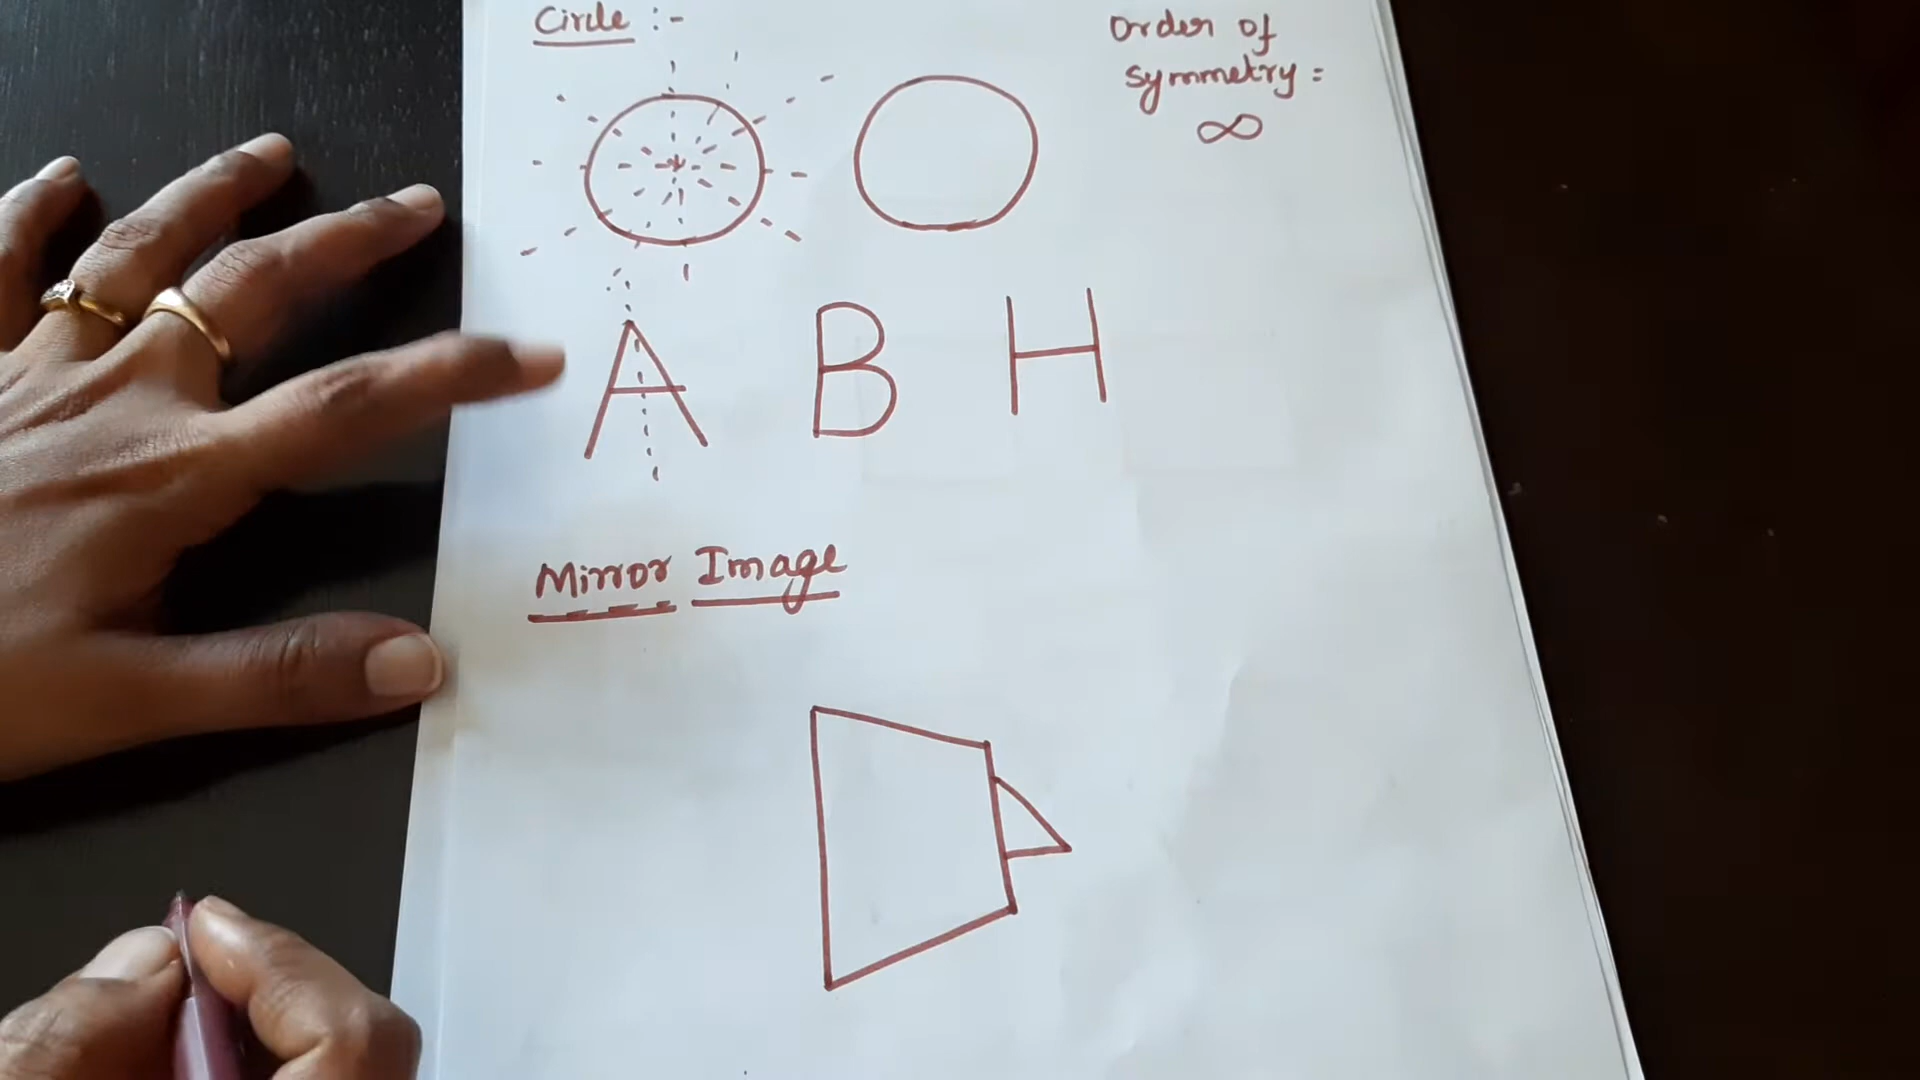 Circle :-
Order of
Symmetry =
∞
A B H
Mirror Image